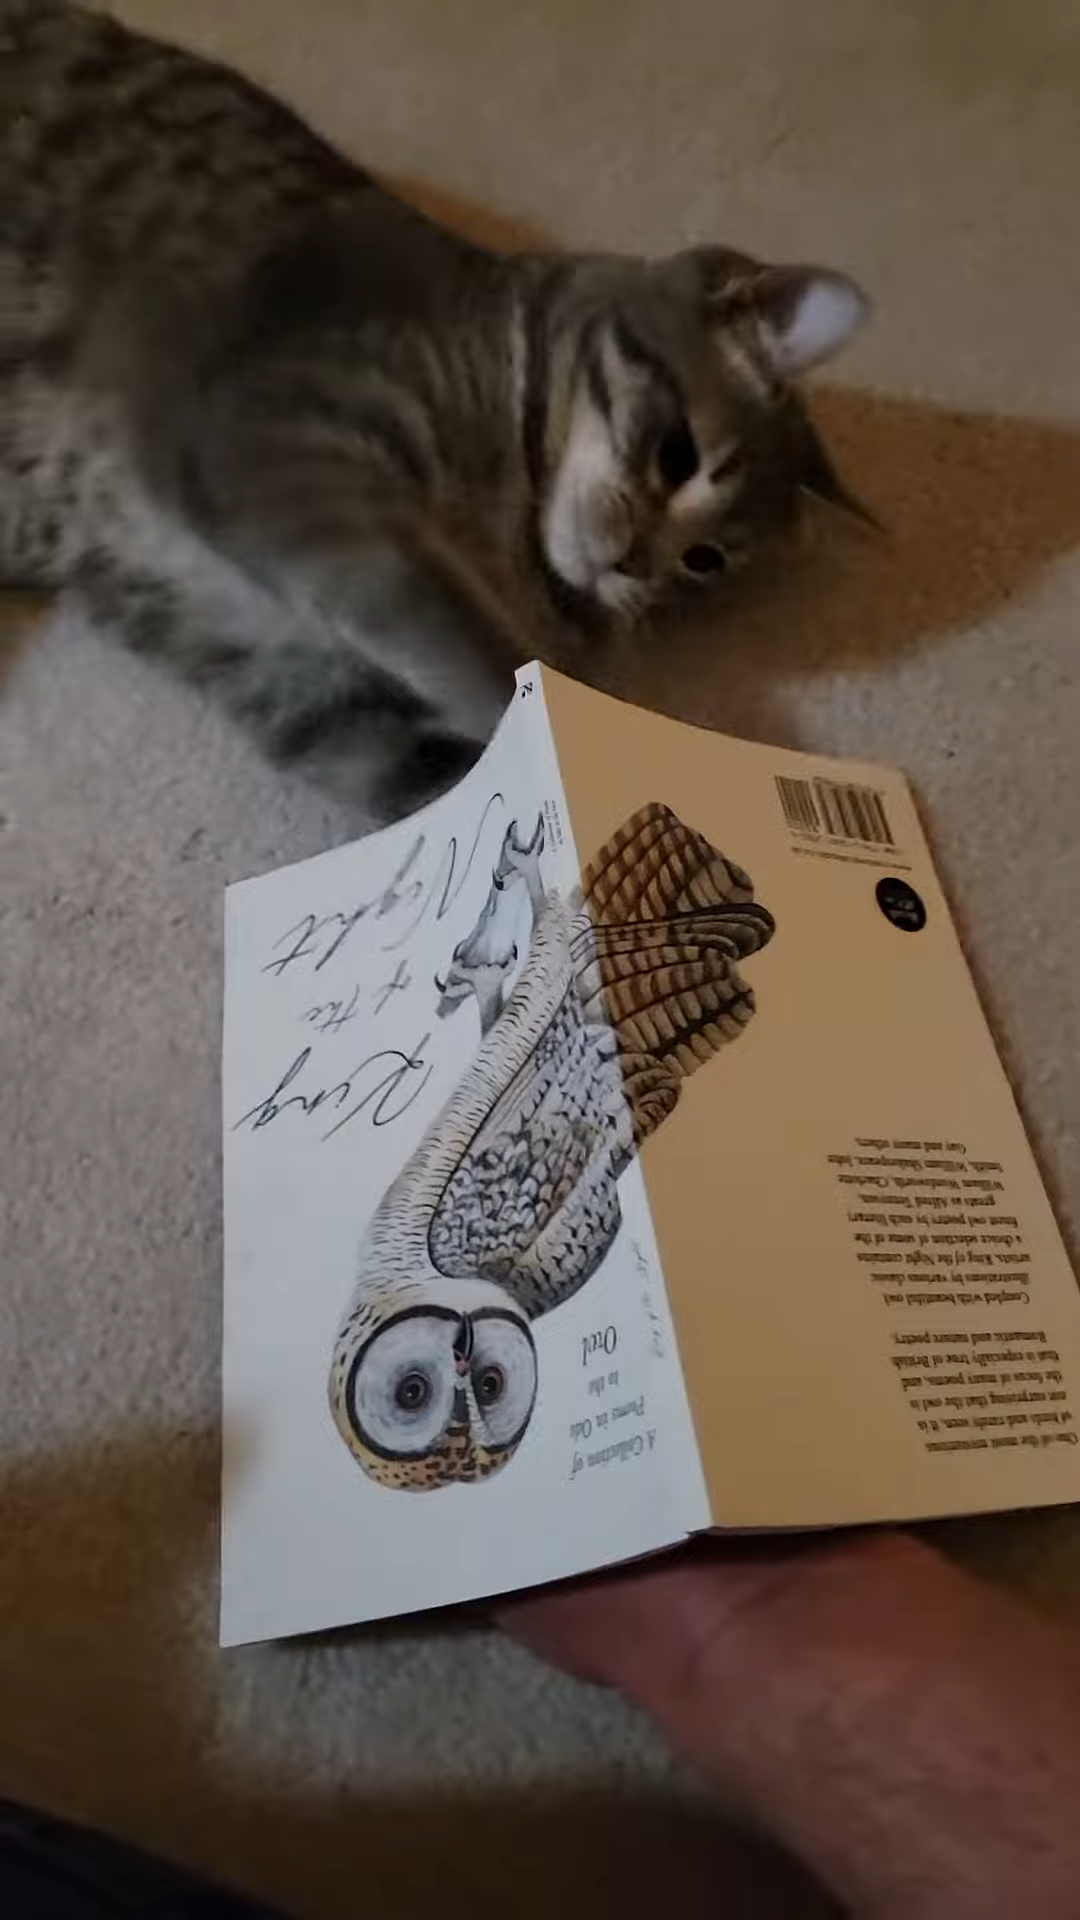 King
of the
Night
A Collection of
Poems in Ode
to the
Owl
One of the most mysterious
of birds and rarely seen, it is
not surprising that the owl is
the focus of many poems, and
that is especially true of British
Romantic and nature poetry.
Coupled with beautiful owl
illustrations by various classic
artists, King of the Night contains
a choice selection of some of the
finest owl poetry by such literary
greats as Alfred Tennyson,
William Wordsworth, Charlotte
Smith, William Shakespeare, John
Gay and many others.